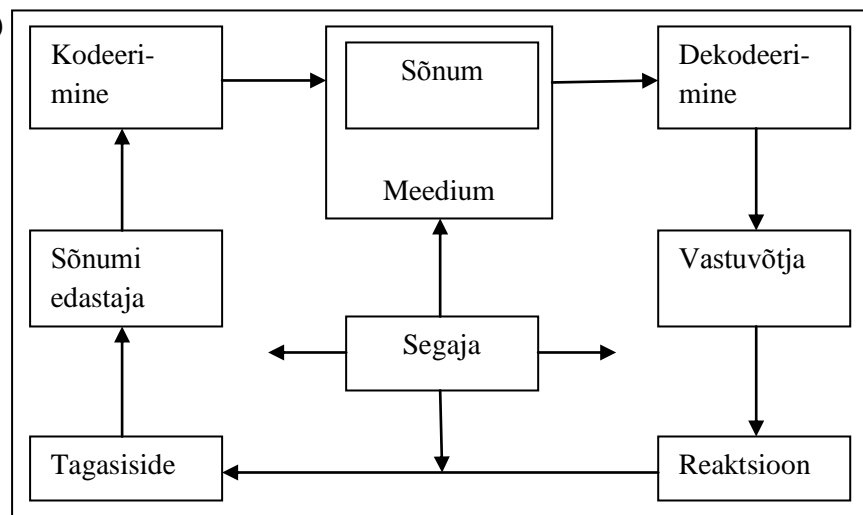 )
Kodeeri-
mine
Sõnum
Meedium
Dekodeeri-
mine
Sõnumi
edastaja
Segaja
Vastuvõtja
Tagasiside
Reaktsioon